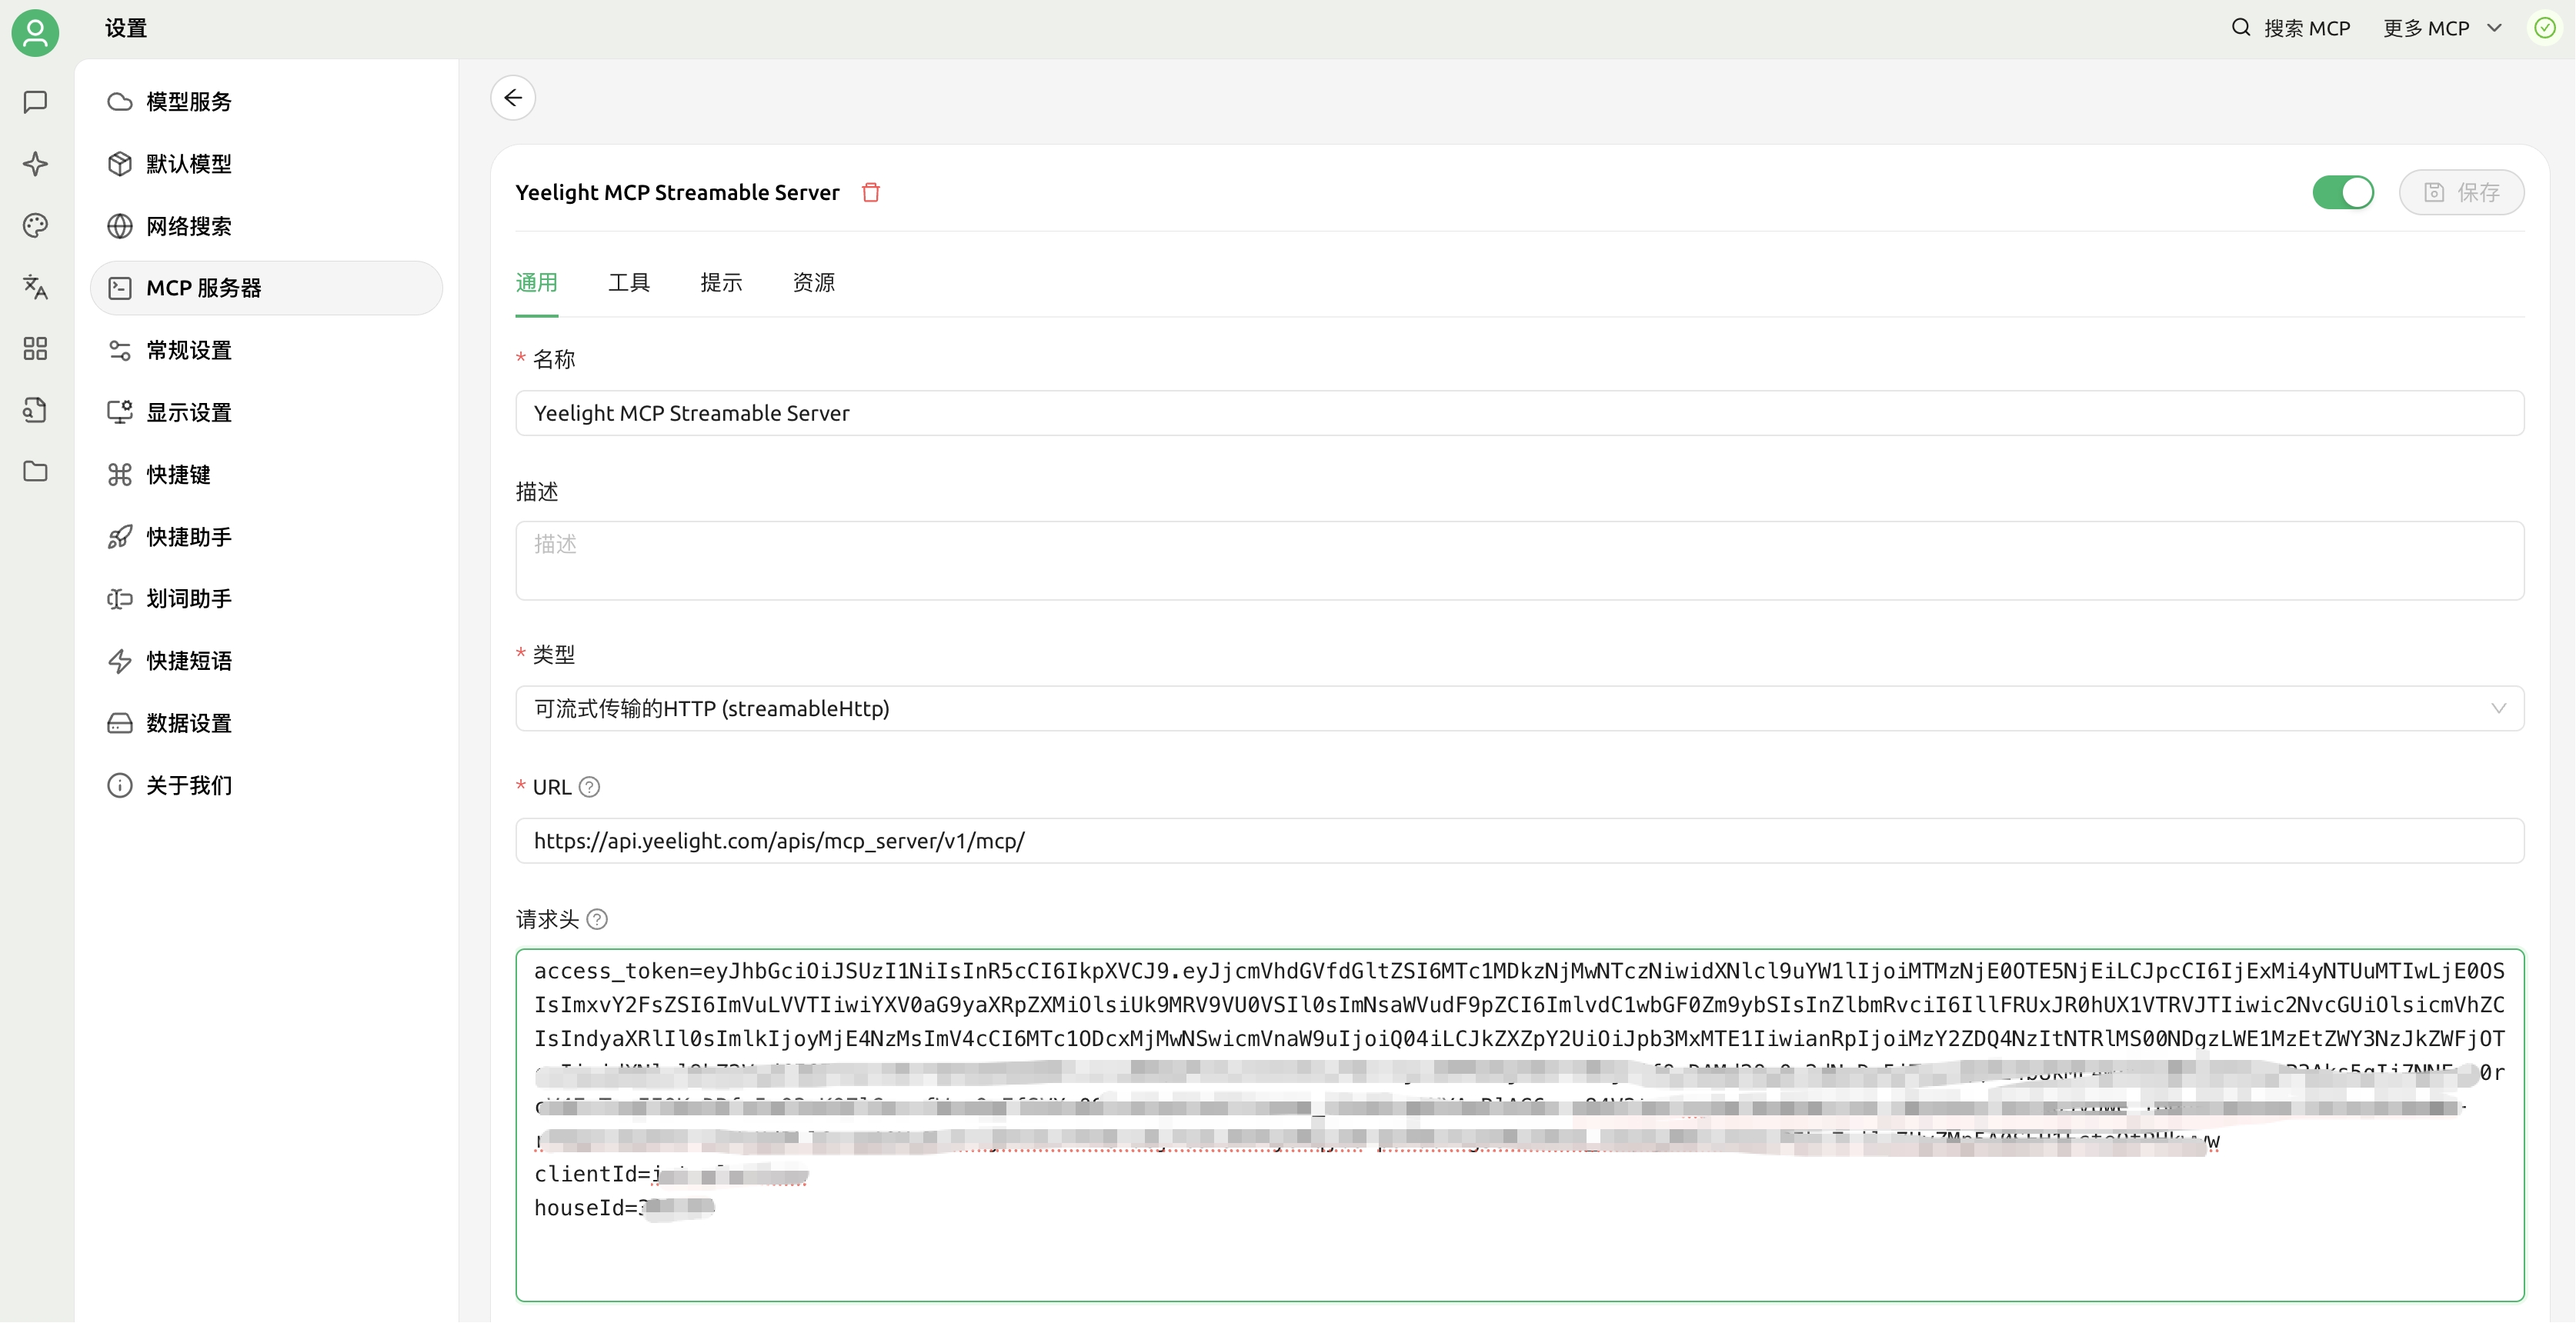 设置
搜索 MCP
更多 MCP
模型服务
默认模型
网络搜索
MCP 服务器
常规设置
显示设置
快捷键
快捷助手
划词助手
快捷短语
数据设置
关于我们
Yeelight MCP Streamable Server
保存
通用
工具
提示
资源
* 名称
Yeelight MCP Streamable Server
描述
描述
* 类型
可流式传输的HTTP (streamableHttp)
* URL
https://api.yeelight.com/apis/mcp_server/v1/mcp/
请求头
access_token=eyJhbGciOiJSUzI1NiIsInR5cCI6IkpXVCJ9.eyJjcmVhdGVfdGltZSI6MTc1MDkzNjMwNTczNiwidXNlcl9uYW1lIjoiMTMzNjE0OTE5NjEiLCJpcCI6IjExMi4yNTUuMTIwLjE0OS
IsImxvY2FsZSI6ImVuLVVTIiwiYXV0aG9yaXRpZXMiOlsiUk9MRV9VU0VSIl0sImNsaWVudF9pZCI6ImlvdC1wbGF0Zm9ybSIsInZlbmRvciI6IllFRUxJR0hUX1VTRVJTIiwic2NvcGUiOlsicmVhZC
IsIndyaXRlIl0sImlkIjoyMjE4NzMsImV4cCI6MTc1ODcxMjMwNSwicmVnaW9uIjoiQ04iLCJkZXZpY2UiOiJpb3MxMTE1IiwianRpIjoiMzY2ZDQ4NzItNTRlMS00NDgzLWE1MzEtZWY3NzJkZWFjOT
clientId=
houseId=